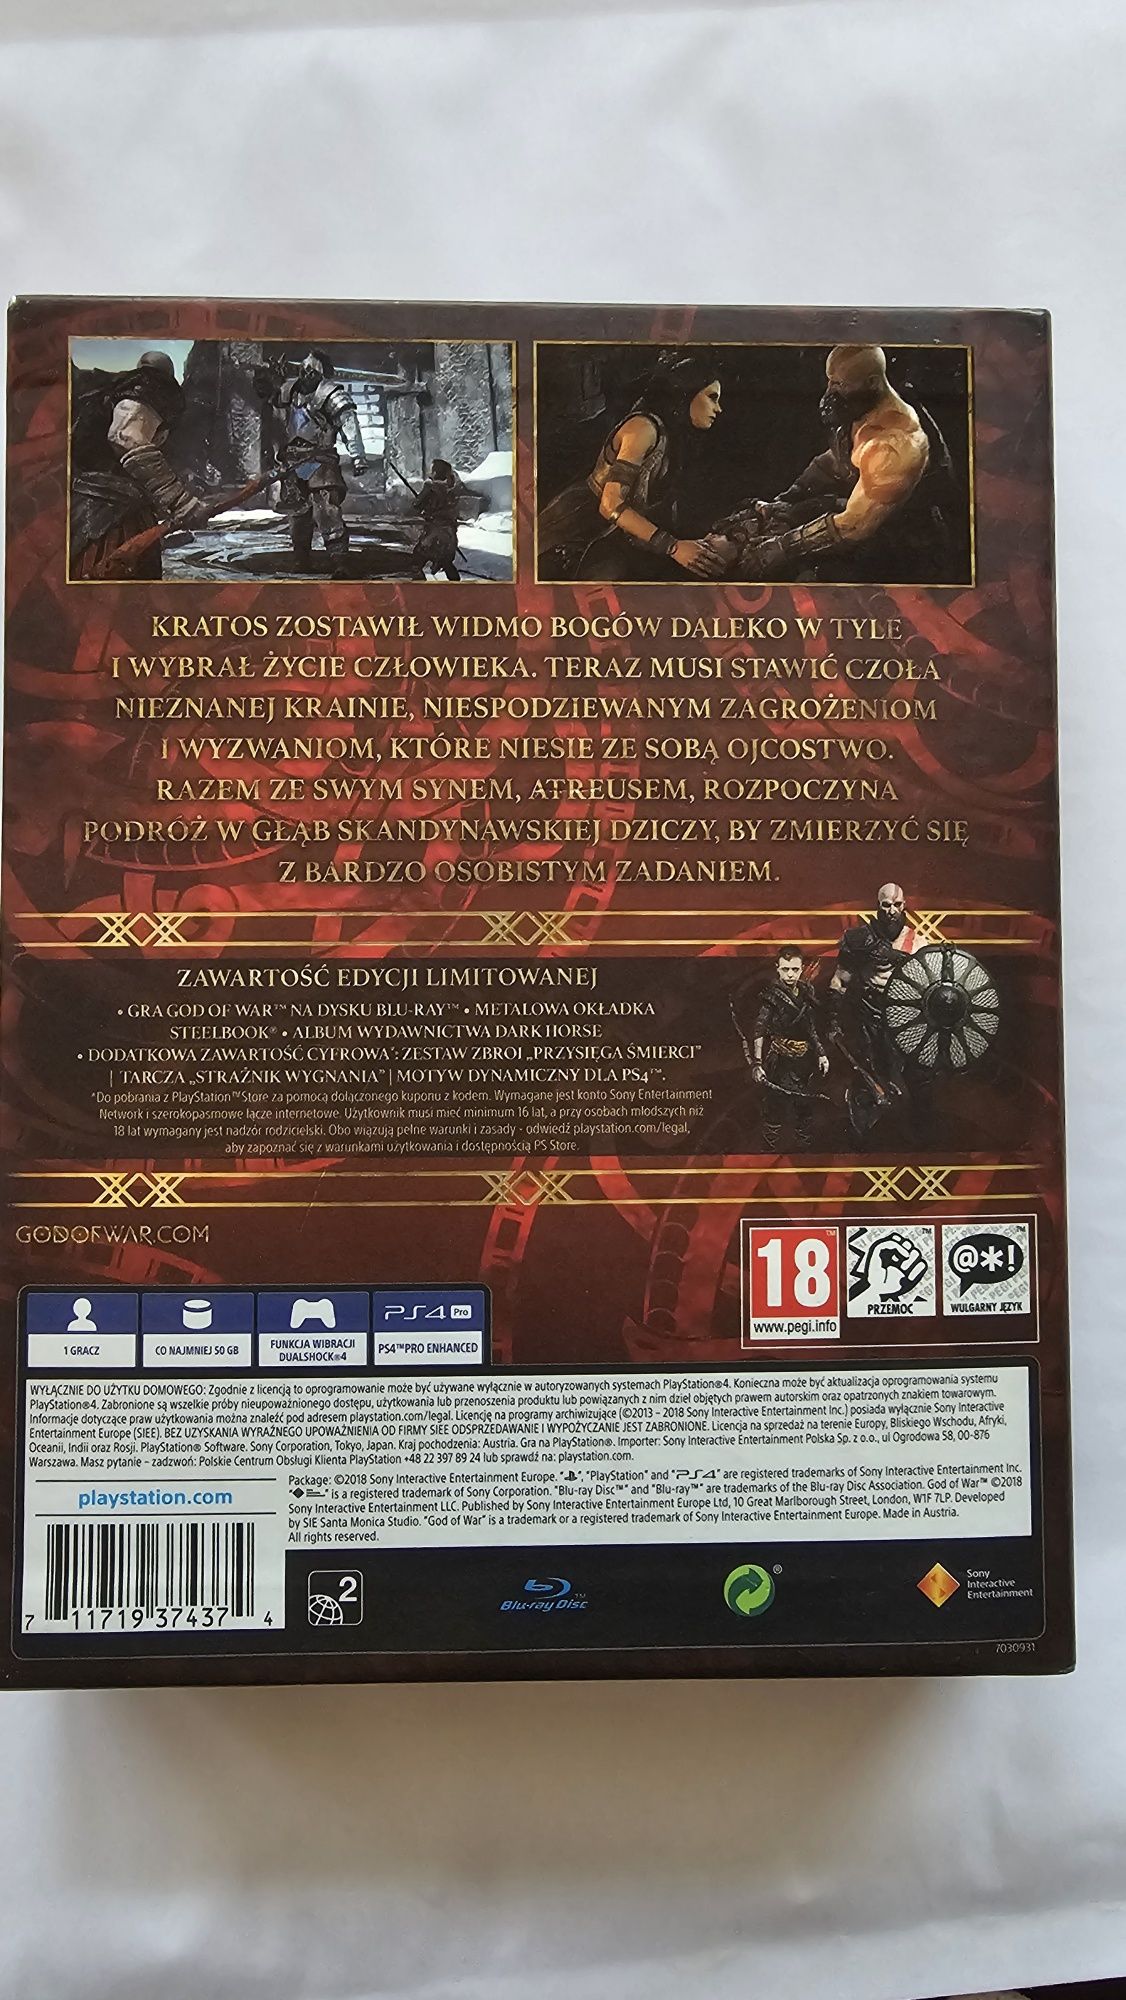 KRATOS ZOSTAWIŁ WIDMO BOGÓW DALEKO W TYLE
I WYBRAŁ ŻYCIE CZŁOWIEKA. TERAZ MUSI STAWIĆ CZOŁA
NIEZNANEJ KRAINIE, NIESPODZIEWANYM ZAGROŻENIOM
I WYZWANIOM, KTÓRE NIESIE ZE SOBĄ OJCOSTWO.
RAZEM ZE SWYM SYNEM, ATREUSEM, ROZPOCZYNA
PODRÓŻ W GŁĄB SKANDYNAWSKIEJ DZICZY, BY ZMIERZYĆ SIĘ
Z BARDZO OSOBISTYM ZADANIEM.
ZAWARTOŚĆ EDYCJI LIMITOWANEJ
• GRA GOD OF WAR™ NA DYSKU BLU-RAY™ • METALOWA OKŁADKA
STEELBOOK® • ALBUM WYDAWNICTWA DARK HORSE
• DODATKOWA ZAWARTOŚĆ CYFROWA*: ZESTAW ZBROI „PRZYSIĘGA ŚMIERCI”
| TARCZA „STRAŻNIK WYGNANIA” | MOTYW DYNAMICZNY DLA PS4™.
*Do pobrania z PlayStation™Store za pomocą dołączonego kuponu z kodem. Wymagane jest konto Sony Entertainment
Network i szerokopasmowe łącze internetowe. Użytkownik musi mieć minimum 16 lat, a przy osobach młodszych niż
18 lat wymagany jest nadzór rodzicielski. Obowiązują pełne warunki i zasady - odwiedź playstation.com/legal,
aby zapoznać się z warunkami użytkowania i dostępnością PS Store.
GODOFWAR.COM
18
www.pegi.info
PRZEMOC
@*!
WULGARNY JĘZYK
1 GRACZ
CO NAJMNIEJ 50 GB
FUNKCJA WIBRACJI
DUALSHOCK®4
PS4 Pro
PS4™PRO ENHANCED
WYŁĄCZNIE DO UŻYTKU DOMOWEGO: Zgodnie z licencją to oprogramowanie może być używane wyłącznie w autoryzowanych systemach PlayStation®4. Konieczna może być aktualizacja oprogramowania systemu
PlayStation®4. Zabronione są wszelkie próby nieupoważnionego dostępu, użytkowania lub przenoszenia produktu lub powiązanych z nim dzieł objętych prawem autorskim oraz opatrzonych znakiem towarowym.
Informacje dotyczące praw użytkowania można znaleźć pod adresem playstation.com/legal. Licencję na programy archiwizujące (©2013 – 2018 Sony Interactive Entertainment Inc.) posiada wyłącznie Sony Interactive
Entertainment Europe (SIEE). BEZ UZYSKANIA WYRAŹNEGO UPOWAŻNIENIA OD FIRMY SIEE ODSPRZEDAWANIE I WYPOŻYCZANIE JEST ZABRONIONE. Licencja na sprzedaż na terenie Europy, Bliskiego Wschodu, Afryki,
Oceanii, Indii oraz Rosji. PlayStation® Software. Sony Corporation, Tokyo, Japan. Kraj pochodzenia: Austria. Gra na PlayStation®. Importer: Sony Interactive Entertainment Polska Sp. z o.o., ul Ogrodowa 58, 00-876
Warszawa. Masz pytanie – zadzwoń: Polskie Centrum Obsługi Klienta PlayStation +48 22 397 89 24 lub sprawdź na: playstation.com.
playstation.com
Package: ©2018 Sony Interactive Entertainment Europe. "", "PlayStation" and "PS4" are registered trademarks of Sony Interactive Entertainment Inc.
"" is a registered trademark of Sony Corporation. "Blu-ray Disc™" and "Blu-ray™" are trademarks of the Blu-ray Disc Association. God of War™ ©2018
Sony Interactive Entertainment LLC. Published by Sony Interactive Entertainment Europe Ltd, 10 Great Marlborough Street, London, W1F 7LP. Developed
by SIE Santa Monica Studio. "God of War" is a trademark or a registered trademark of Sony Interactive Entertainment Europe. Made in Austria.
All rights reserved.
7 11719 37437 4
2
Blu-ray Disc™
®
Sony
Interactive
Entertainment
7030931